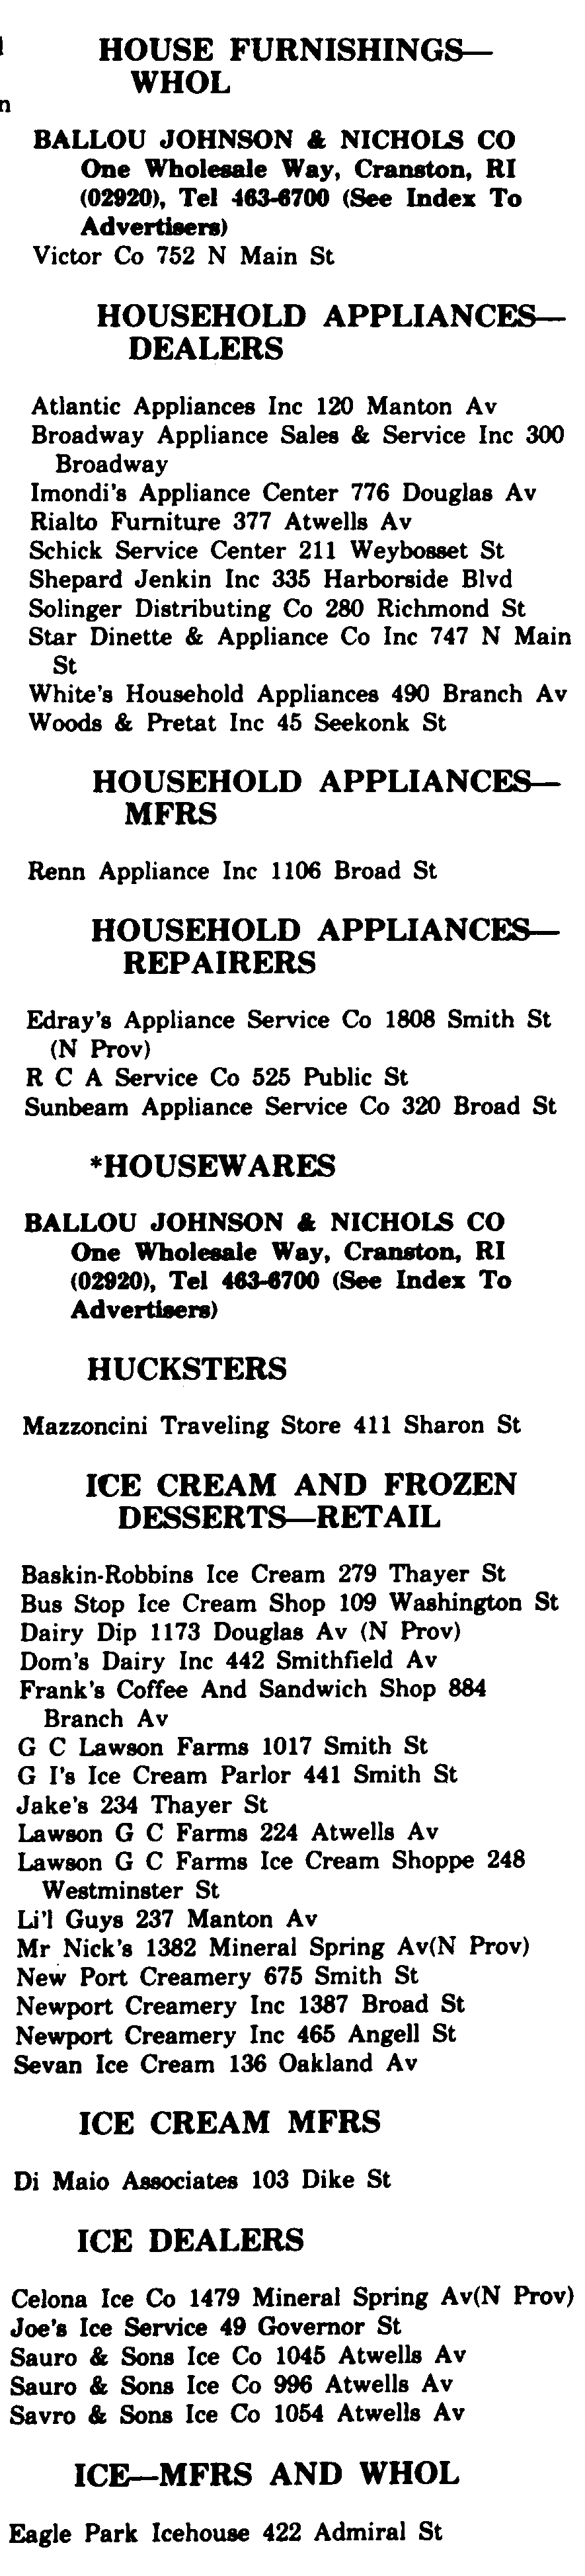 HOUSE FURNISHINGS—
WHOL
BALLOU JOHNSON & NICHOLS CO
One Wholesale Way, Cranston, RI
(02920), Tel 463-6700 (See Index To
Advertisers)
Victor Co 752 N Main St
HOUSEHOLD APPLIANCES—
DEALERS
Atlantic Appliances Inc 120 Manton Av
Broadway Appliance Sales & Service Inc 300
Broadway
Imondi's Appliance Center 776 Douglas Av
Rialto Furniture 377 Atwells Av
Schick Service Center 211 Weybosset St
Shepard Jenkin Inc 335 Harborside Blvd
Solinger Distributing Co 280 Richmond St
Star Dinette & Appliance Co Inc 747 N Main
St
White's Household Appliances 490 Branch Av
Woods & Pretat Inc 45 Seekonk St
HOUSEHOLD APPLIANCES—
MFRS
Renn Appliance Inc 1106 Broad St
HOUSEHOLD APPLIANCES—
REPAIRERS
Edray's Appliance Service Co 1808 Smith St
(N Prov)
R C A Service Co 525 Public St
Sunbeam Appliance Service Co 320 Broad St
*HOUSEWARES
BALLOU JOHNSON & NICHOLS CO
One Wholesale Way, Cranston, RI
(02920), Tel 463-6700 (See Index To
Advertisers)
HUCKSTERS
Mazzoncini Traveling Store 411 Sharon St
ICE CREAM AND FROZEN
DESSERTS—RETAIL
Baskin-Robbins Ice Cream 279 Thayer St
Bus Stop Ice Cream Shop 109 Washington St
Dairy Dip 1173 Douglas Av (N Prov)
Dom's Dairy Inc 442 Smithfield Av
Frank's Coffee And Sandwich Shop 884
Branch Av
G C Lawson Farms 1017 Smith St
G I's Ice Cream Parlor 441 Smith St
Jake's 234 Thayer St
Lawson G C Farms 224 Atwells Av
Lawson G C Farms Ice Cream Shoppe 248
Westminster St
Li'l Guys 237 Manton Av
Mr Nick's 1382 Mineral Spring Av(N Prov)
New Port Creamery 675 Smith St
Newport Creamery Inc 1387 Broad St
Newport Creamery Inc 465 Angell St
Sevan Ice Cream 136 Oakland Av
ICE CREAM MFRS
Di Maio Associates 103 Dike St
ICE DEALERS
Celona Ice Co 1479 Mineral Spring Av(N Prov)
Joe's Ice Service 49 Governor St
Sauro & Sons Ice Co 1045 Atwells Av
Sauro & Sons Ice Co 996 Atwells Av
Savro & Sons Ice Co 1054 Atwells Av
ICE—MFRS AND WHOL
Eagle Park Icehouse 422 Admiral St